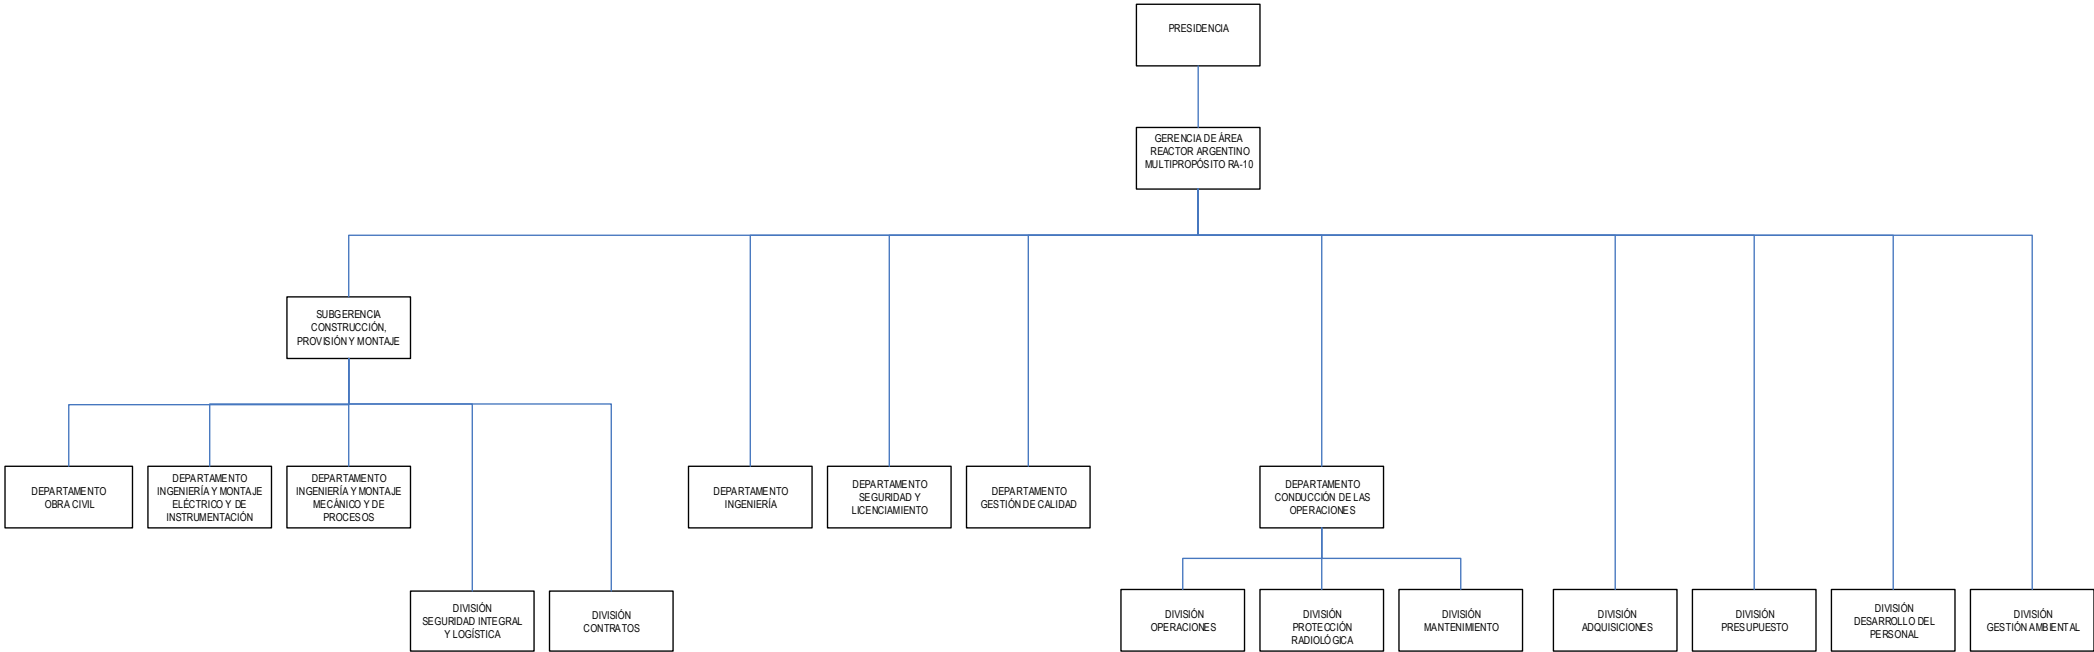 PRESIDENCIA
GERENCIA DE ÁREA
REACTOR ARGENTINO
MULTIPROPÓSITO RA-10
SUBGERENCIA
CONSTRUCCIÓN,
PROVISIÓN Y MONTAJE
DEPARTAMENTO
OBRA CIVIL
DEPARTAMENTO
INGENIERÍA Y MONTAJE
ELÉCTRICO Y DE
INSTRUMENTACIÓN
DEPARTAMENTO
INGENIERÍA Y MONTAJE
MECÁNICO Y DE
PROCESOS
DEPARTAMENTO
INGENIERÍA
DEPARTAMENTO
SEGURIDAD Y
LICENCIAMIENTO
DEPARTAMENTO
GESTIÓN DE CALIDAD
DEPARTAMENTO
CONDUCCIÓN DE LAS
OPERACIONES
DIVISIÓN
SEGURIDAD INTEGRAL
Y LOGÍSTICA
DIVISIÓN
CONTRATOS
DIVISIÓN
OPERACIONES
DIVISIÓN
PROTECCIÓN
RADIOLÓGICA
DIVISIÓN
MANTENIMIENTO
DIVISIÓN
ADQUISICIONES
DIVISIÓN
PRESUPUESTO
DIVISIÓN
DESARROLLO DEL
PERSONAL
DIVISIÓN
GESTIÓN AMBIENTAL